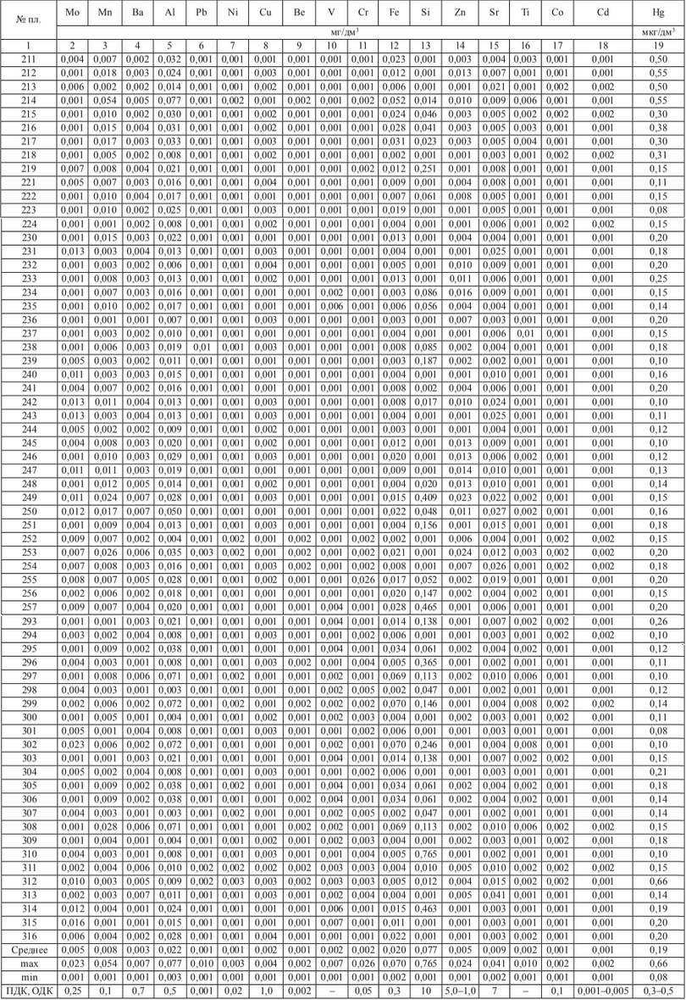 № пл. Mo Mn Ba Al Pb Ni Cu Be V Cr Fe Si Zn Sr Ti Co Cd Hg
мг/дм³ мкг/дм³
1 2 3 4 5 6 7 8 9 10 11 12 13 14 15 16 17 18 19
211 0,004 0,007 0,002 0,032 0,001 0,001 0,001 0,001 0,001 0,001 0,023 0,001 0,003 0,004 0,003 0,001 0,001 0,50
212 0,001 0,018 0,003 0,024 0,001 0,001 0,003 0,001 0,001 0,001 0,012 0,001 0,013 0,007 0,001 0,001 0,001 0,55
213 0,006 0,002 0,002 0,014 0,001 0,001 0,002 0,001 0,001 0,001 0,006 0,001 0,001 0,021 0,001 0,002 0,002 0,50
214 0,001 0,054 0,005 0,077 0,001 0,002 0,001 0,002 0,001 0,002 0,052 0,014 0,010 0,009 0,006 0,001 0,001 0,55
215 0,001 0,010 0,002 0,030 0,001 0,001 0,002 0,001 0,001 0,001 0,024 0,046 0,003 0,005 0,002 0,002 0,002 0,30
216 0,001 0,015 0,004 0,031 0,001 0,001 0,002 0,001 0,001 0,001 0,028 0,041 0,003 0,005 0,003 0,001 0,001 0,38
217 0,001 0,017 0,003 0,033 0,001 0,001 0,003 0,001 0,001 0,001 0,031 0,023 0,003 0,005 0,004 0,001 0,001 0,30
218 0,001 0,005 0,002 0,008 0,001 0,001 0,002 0,001 0,001 0,001 0,002 0,001 0,001 0,003 0,001 0,002 0,002 0,31
219 0,007 0,008 0,004 0,021 0,001 0,001 0,001 0,001 0,001 0,002 0,012 0,251 0,001 0,008 0,001 0,001 0,001 0,15
221 0,005 0,007 0,003 0,016 0,001 0,001 0,004 0,001 0,001 0,001 0,009 0,001 0,004 0,008 0,001 0,001 0,001 0,11
222 0,001 0,010 0,004 0,017 0,001 0,001 0,001 0,001 0,001 0,001 0,007 0,061 0,008 0,005 0,001 0,001 0,001 0,15
223 0,001 0,010 0,002 0,025 0,001 0,001 0,003 0,001 0,001 0,001 0,019 0,001 0,001 0,005 0,001 0,001 0,001 0,08
224 0,001 0,001 0,002 0,008 0,001 0,001 0,002 0,001 0,001 0,001 0,004 0,001 0,001 0,006 0,001 0,002 0,002 0,15
230 0,001 0,015 0,003 0,022 0,001 0,001 0,001 0,001 0,001 0,001 0,013 0,001 0,004 0,004 0,001 0,001 0,001 0,20
231 0,013 0,003 0,004 0,013 0,001 0,001 0,003 0,001 0,001 0,001 0,004 0,001 0,001 0,025 0,001 0,001 0,001 0,18
232 0,001 0,003 0,002 0,006 0,001 0,001 0,004 0,001 0,001 0,001 0,005 0,001 0,010 0,009 0,001 0,001 0,001 0,20
233 0,001 0,008 0,003 0,013 0,001 0,001 0,002 0,001 0,001 0,001 0,013 0,001 0,011 0,006 0,001 0,001 0,001 0,25
234 0,001 0,007 0,003 0,016 0,001 0,001 0,001 0,001 0,002 0,001 0,003 0,086 0,016 0,009 0,001 0,001 0,001 0,15
235 0,001 0,010 0,002 0,017 0,001 0,001 0,001 0,001 0,006 0,001 0,006 0,056 0,004 0,004 0,001 0,001 0,001 0,14
236 0,001 0,001 0,001 0,007 0,001 0,001 0,003 0,001 0,001 0,001 0,003 0,001 0,007 0,003 0,001 0,001 0,001 0,20
237 0,001 0,003 0,002 0,010 0,001 0,001 0,001 0,001 0,001 0,001 0,004 0,001 0,001 0,006 0,01 0,001 0,001 0,15
238 0,001 0,006 0,003 0,019 0,01 0,001 0,003 0,001 0,001 0,001 0,008 0,085 0,002 0,004 0,001 0,001 0,001 0,18
239 0,005 0,003 0,002 0,011 0,001 0,001 0,001 0,001 0,001 0,001 0,003 0,187 0,002 0,002 0,001 0,001 0,001 0,10
240 0,011 0,003 0,003 0,015 0,001 0,001 0,001 0,001 0,001 0,001 0,004 0,001 0,001 0,010 0,001 0,001 0,001 0,16
241 0,004 0,007 0,002 0,016 0,001 0,001 0,001 0,001 0,001 0,001 0,008 0,002 0,004 0,006 0,001 0,001 0,001 0,20
242 0,013 0,011 0,004 0,013 0,001 0,001 0,003 0,001 0,001 0,001 0,008 0,017 0,010 0,024 0,001 0,001 0,001 0,10
243 0,013 0,003 0,004 0,013 0,001 0,001 0,003 0,001 0,001 0,001 0,004 0,001 0,001 0,025 0,001 0,001 0,001 0,11
244 0,005 0,002 0,002 0,009 0,001 0,001 0,002 0,001 0,001 0,001 0,003 0,001 0,001 0,004 0,001 0,001 0,001 0,12
245 0,004 0,008 0,003 0,020 0,001 0,001 0,002 0,001 0,001 0,001 0,012 0,001 0,013 0,009 0,001 0,001 0,001 0,10
246 0,001 0,010 0,003 0,029 0,001 0,001 0,003 0,001 0,001 0,001 0,020 0,001 0,013 0,006 0,002 0,001 0,001 0,12
247 0,011 0,011 0,003 0,019 0,001 0,001 0,001 0,001 0,001 0,001 0,009 0,001 0,014 0,010 0,001 0,001 0,001 0,13
248 0,001 0,012 0,005 0,014 0,001 0,001 0,002 0,001 0,001 0,001 0,004 0,020 0,013 0,010 0,001 0,001 0,001 0,14
249 0,011 0,024 0,007 0,028 0,001 0,001 0,003 0,001 0,001 0,001 0,015 0,409 0,023 0,022 0,002 0,001 0,001 0,15
250 0,012 0,017 0,007 0,050 0,001 0,001 0,001 0,001 0,001 0,001 0,022 0,048 0,011 0,027 0,002 0,001 0,001 0,16
251 0,001 0,009 0,004 0,013 0,001 0,001 0,003 0,001 0,001 0,001 0,004 0,156 0,001 0,015 0,001 0,001 0,001 0,18
252 0,009 0,007 0,002 0,004 0,001 0,002 0,001 0,002 0,001 0,002 0,002 0,001 0,006 0,004 0,001 0,002 0,002 0,15
253 0,007 0,026 0,006 0,035 0,003 0,002 0,001 0,002 0,001 0,002 0,021 0,001 0,024 0,012 0,003 0,002 0,002 0,20
254 0,007 0,008 0,003 0,016 0,001 0,001 0,003 0,002 0,001 0,002 0,008 0,001 0,007 0,026 0,001 0,002 0,002 0,18
255 0,008 0,007 0,005 0,028 0,001 0,001 0,002 0,001 0,001 0,026 0,017 0,052 0,002 0,019 0,001 0,001 0,001 0,20
256 0,002 0,006 0,002 0,018 0,001 0,001 0,001 0,001 0,001 0,001 0,020 0,147 0,002 0,004 0,002 0,001 0,001 0,15
257 0,009 0,007 0,004 0,020 0,001 0,001 0,001 0,001 0,004 0,001 0,028 0,465 0,001 0,006 0,001 0,001 0,001 0,20
293 0,001 0,001 0,003 0,021 0,001 0,001 0,001 0,001 0,004 0,001 0,014 0,138 0,001 0,007 0,002 0,002 0,001 0,26
294 0,003 0,002 0,004 0,008 0,001 0,001 0,003 0,001 0,001 0,002 0,006 0,001 0,001 0,003 0,001 0,002 0,002 0,10
295 0,001 0,009 0,002 0,038 0,001 0,001 0,001 0,001 0,004 0,001 0,034 0,061 0,002 0,004 0,002 0,001 0,001 0,12
296 0,004 0,003 0,001 0,008 0,001 0,001 0,003 0,002 0,001 0,004 0,005 0,365 0,001 0,002 0,001 0,001 0,001 0,11
297 0,001 0,008 0,006 0,071 0,001 0,002 0,001 0,001 0,002 0,001 0,069 0,113 0,002 0,010 0,006 0,001 0,001 0,10
298 0,004 0,003 0,001 0,003 0,001 0,001 0,001 0,001 0,002 0,005 0,002 0,047 0,001 0,002 0,001 0,001 0,001 0,12
299 0,002 0,006 0,002 0,072 0,001 0,002 0,001 0,002 0,002 0,002 0,070 0,146 0,001 0,004 0,008 0,002 0,002 0,14
300 0,001 0,005 0,001 0,004 0,001 0,001 0,002 0,001 0,002 0,003 0,004 0,001 0,002 0,003 0,001 0,002 0,001 0,11
301 0,005 0,001 0,004 0,008 0,001 0,001 0,003 0,001 0,001 0,002 0,006 0,001 0,001 0,003 0,001 0,001 0,001 0,08
302 0,023 0,006 0,002 0,072 0,001 0,001 0,001 0,001 0,002 0,001 0,070 0,246 0,001 0,004 0,008 0,001 0,001 0,10
303 0,001 0,001 0,003 0,021 0,001 0,001 0,001 0,001 0,004 0,001 0,014 0,138 0,001 0,007 0,002 0,002 0,001 0,15
304 0,005 0,002 0,004 0,008 0,001 0,001 0,003 0,001 0,001 0,002 0,006 0,001 0,001 0,003 0,001 0,001 0,001 0,21
305 0,001 0,009 0,002 0,038 0,001 0,002 0,001 0,001 0,004 0,001 0,034 0,061 0,002 0,004 0,002 0,001 0,001 0,18
306 0,001 0,009 0,002 0,038 0,001 0,001 0,001 0,002 0,004 0,001 0,034 0,061 0,002 0,004 0,002 0,001 0,001 0,14
307 0,004 0,003 0,001 0,003 0,001 0,002 0,001 0,001 0,002 0,005 0,002 0,047 0,001 0,002 0,001 0,001 0,001 0,14
308 0,001 0,028 0,006 0,071 0,001 0,001 0,001 0,002 0,002 0,001 0,069 0,113 0,002 0,010 0,006 0,002 0,002 0,15
309 0,001 0,004 0,001 0,004 0,001 0,001 0,002 0,001 0,002 0,003 0,004 0,001 0,002 0,003 0,001 0,002 0,001 0,18
310 0,004 0,003 0,001 0,008 0,001 0,001 0,003 0,001 0,001 0,004 0,005 0,765 0,001 0,002 0,001 0,001 0,001 0,10
311 0,002 0,004 0,006 0,010 0,002 0,002 0,002 0,002 0,003 0,003 0,004 0,010 0,005 0,010 0,002 0,002 0,002 0,15
312 0,010 0,003 0,005 0,009 0,002 0,003 0,003 0,002 0,003 0,003 0,005 0,012 0,004 0,015 0,002 0,002 0,001 0,66
313 0,002 0,003 0,007 0,011 0,001 0,001 0,003 0,001 0,002 0,004 0,004 0,001 0,005 0,041 0,001 0,001 0,001 0,14
314 0,012 0,004 0,001 0,024 0,001 0,001 0,001 0,001 0,006 0,001 0,015 0,463 0,001 0,003 0,001 0,001 0,001 0,19
315 0,016 0,001 0,001 0,015 0,001 0,001 0,001 0,001 0,007 0,001 0,011 0,001 0,001 0,003 0,001 0,001 0,001 0,20
316 0,006 0,004 0,002 0,028 0,001 0,001 0,004 0,001 0,001 0,001 0,022 0,001 0,001 0,003 0,002 0,001 0,001 0,20
Среднее 0,005 0,008 0,003 0,022 0,001 0,001 0,002 0,001 0,002 0,002 0,020 0,077 0,005 0,009 0,002 0,001 0,001 0,19
max 0,023 0,054 0,007 0,077 0,010 0,003 0,004 0,002 0,007 0,026 0,070 0,765 0,024 0,041 0,010 0,002 0,002 0,66
min 0,001 0,001 0,001 0,003 0,001 0,001 0,001 0,001 0,001 0,001 0,002 0,001 0,001 0,002 0,001 0,001 0,001 0,08
ПДК, ОДК 0,25 0,1 0,7 0,5 0,001 0,02 1,0 0,002 – 0,05 0,3 10 5,0–1,0 7 – 0,1 0,001–0,005 0,3–0,5